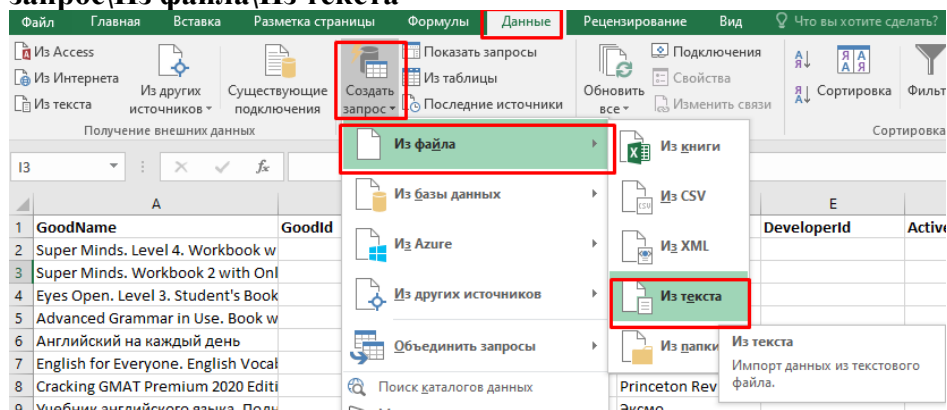 запрос\Из файла\Из текста
Файл Главная Вставка Разметка страницы Формулы Данные Рецензирование Вид Что вы хотите сделать?
Из Access
Из Интернета
Из текста
Из других источников
Существующие подключения
Получение внешних данных
Создать запрос
Показать запросы
Из таблицы
Последние источники
Обновить все
Подключения
Свойства
Изменить связи
Сортировка
Сортировка
Из файла
Из базы данных
Из Azure
Из других источников
Объединить запросы
Поиск каталогов данных
Из книги
Из CSV
Из XML
Из текста
Из папки
Из текста
Импорт данных из текстового файла.
I3 fx
A E
1 GoodName GoodId DeveloperId
2 Super Minds. Level 4. Workbook w
3 Super Minds. Workbook 2 with Onl
4 Eyes Open. Level 3. Student's Book
5 Advanced Grammar in Use. Book w
6 Английский на каждый день
7 English for Everyone. English Vocab
8 Cracking GMAT Premium 2020 Editi Princeton Rev
9 Учебник английского языка. Эксмо